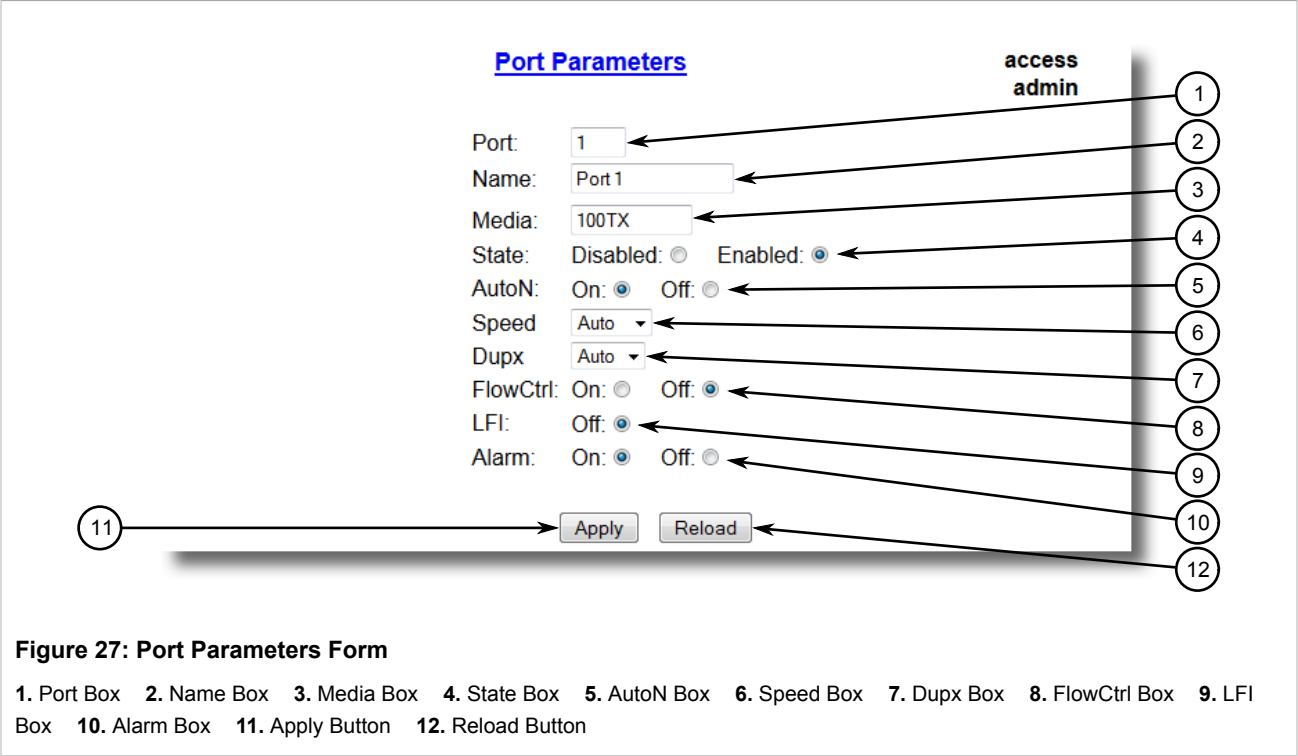 Port Parameters
access
admin
1
Port: 1
2
Name: Port 1
3
Media: 100TX
4
State: Disabled: Enabled:
5
AutoN: On: Off:
6
Speed Auto
7
Dupx Auto
8
FlowCtrl: On: Off:
9
LFI: Off:
10
Alarm: On: Off:
11
Apply Reload
12
Figure 27: Port Parameters Form
1. Port Box 2. Name Box 3. Media Box 4. State Box 5. AutoN Box 6. Speed Box 7. Dupx Box 8. FlowCtrl Box 9. LFI
Box 10. Alarm Box 11. Apply Button 12. Reload Button